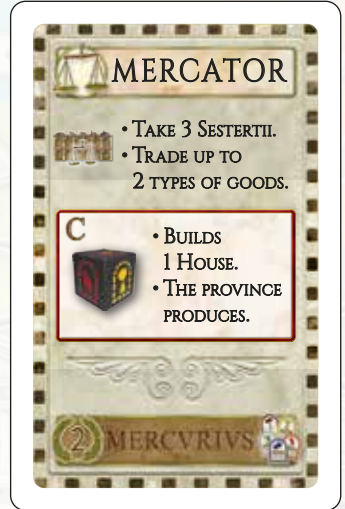 MERCATOR
• TAKE 3 SESTERTII.
• TRADE UP TO
2 TYPES OF GOODS.
C
• BUILDS
1 HOUSE.
• THE PROVINCE
PRODUCES.
2 MERCVRIVS